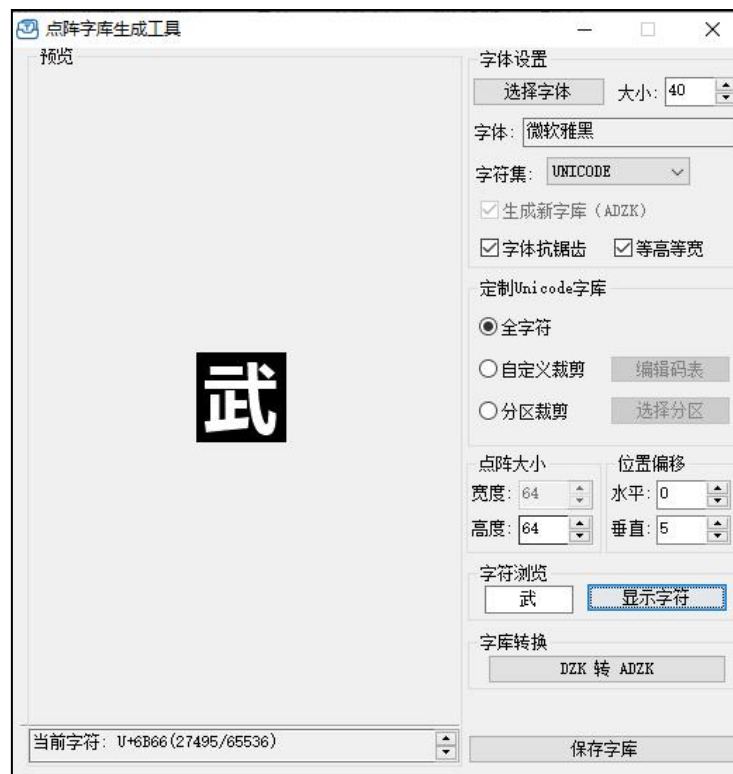 点阵字库生成工具
预览
武
当前字符: U+6B66(27495/65536)
字体设置
选择字体 大小: 40
字体: 微软雅黑
字符集: UNICODE
生成新字库(ADZK)
字体抗锯齿 等高等宽
定制Unicode字库
全字符
自定义裁剪 编辑码表
分区裁剪 选择分区
点阵大小 位置偏移
宽度: 64 水平: 0
高度: 64 垂直: 5
字符浏览
武 显示字符
字库转换
DZK 转 ADZK
保存字库